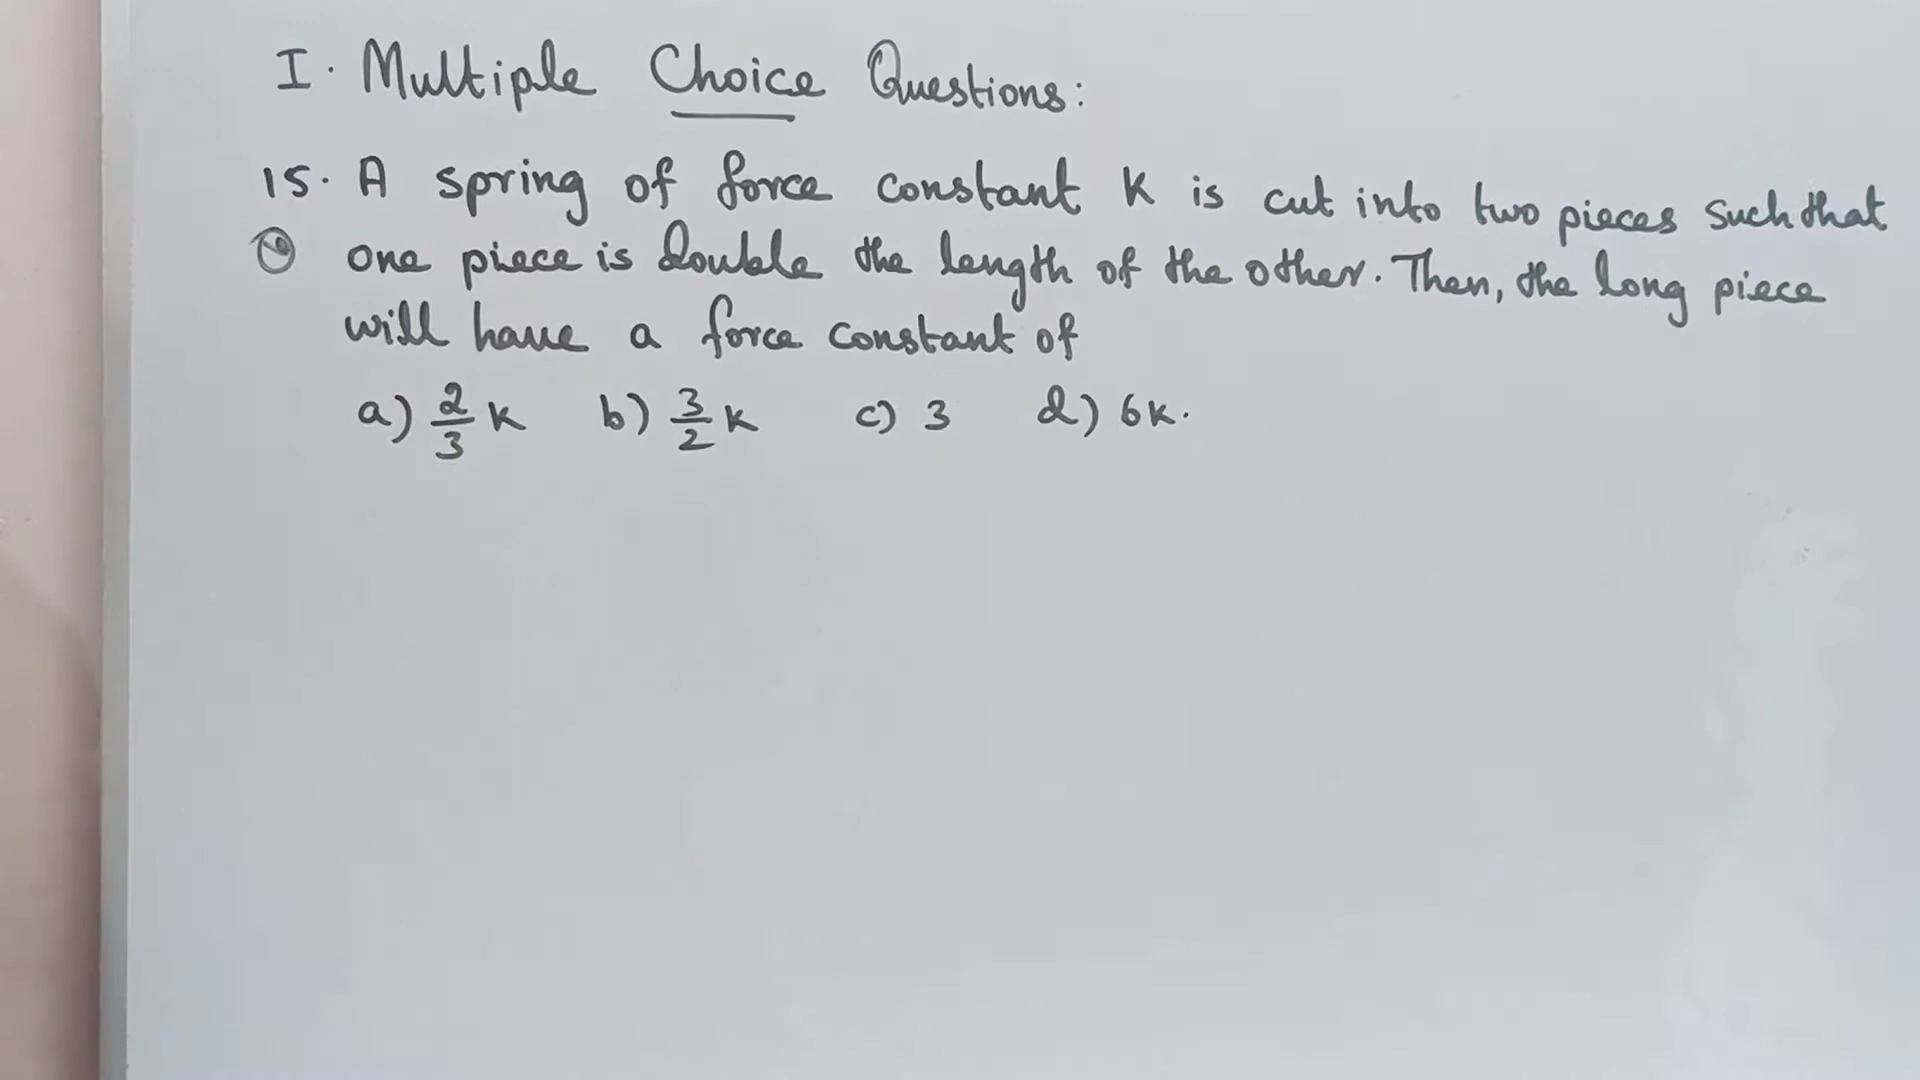 I. Multiple Choice Questions:
15. A spring of force constant K is cut into two pieces such that
one piece is double the length of the other. Then, the long piece
will have a force constant of
a) 2/3 K b) 3/2 K c) 3 d) 6K.